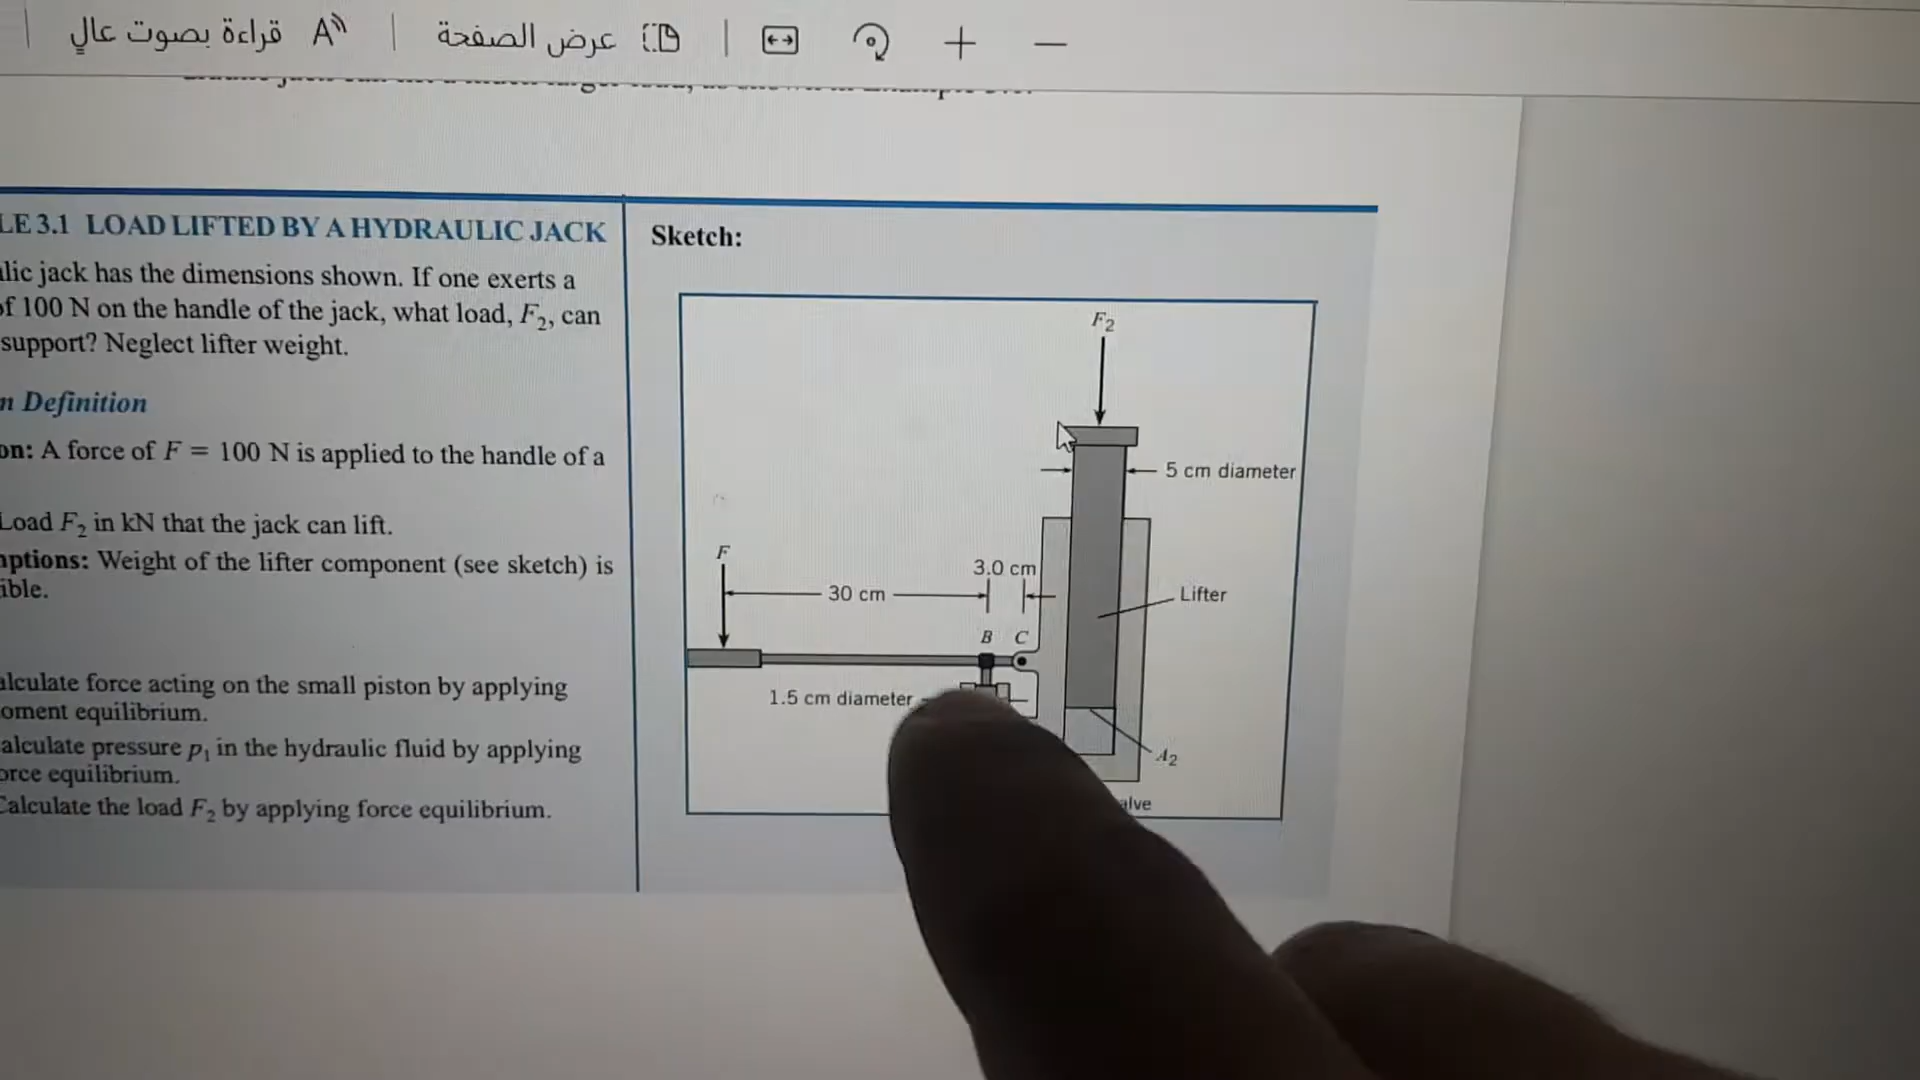 قراءة بصوت عالٍ
عرض الصفحة
LE 3.1 LOAD LIFTED BY A HYDRAULIC JACK
lic jack has the dimensions shown. If one exerts a
of 100 N on the handle of the jack, what load, F2, can
support? Neglect lifter weight.
n Definition
on: A force of F = 100 N is applied to the handle of a
Load F2 in kN that the jack can lift.
ptions: Weight of the lifter component (see sketch) is
ible.
alculate force acting on the small piston by applying
oment equilibrium.
alculate pressure p1 in the hydraulic fluid by applying
orce equilibrium.
Calculate the load F2 by applying force equilibrium.
Sketch:
F2
5 cm diameter
F
3.0 cm
30 cm
Lifter
B C
1.5 cm diameter
A2
alve